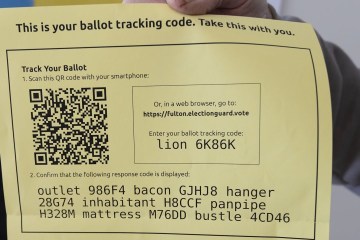 This is your ballot tracking code. Take this with you.
Track Your Ballot
1. Scan this QR code with your smartphone:
Or, in a web browser, go to:
https://fulton.electionguard.vote
Enter your ballot tracking code:
lion 6K86K
2. Confirm that the following response code is displayed:
outlet 986F4 bacon GJHJ8 hanger
28G74 inhabitant H8CCF panpipe
H328M mattress M76DD bustle 4CD46